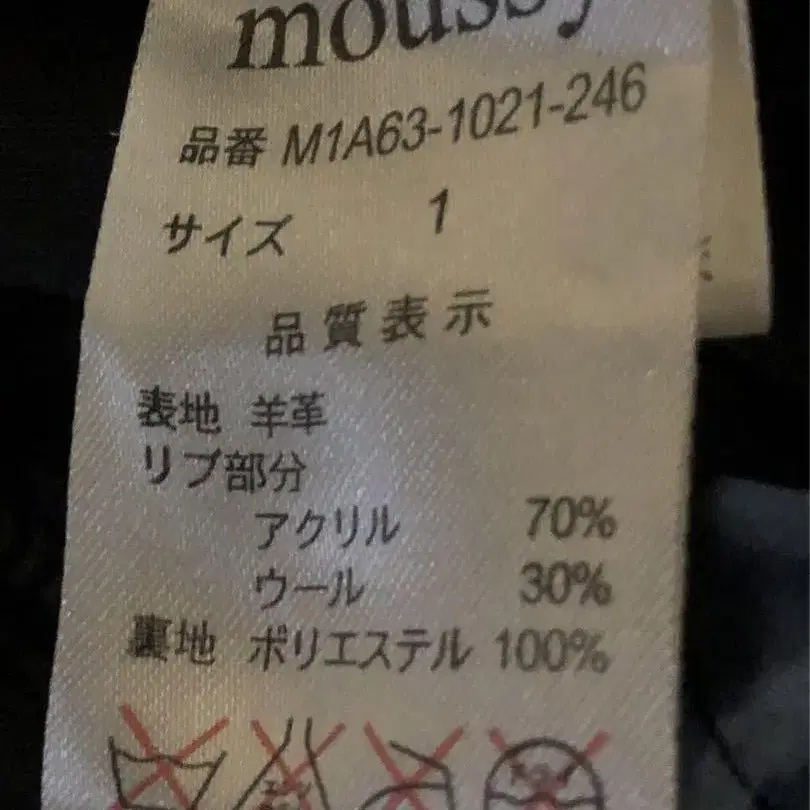 moussy
品番 M1A63-1021-246
サイズ 1
品質表示
表地 羊革
リブ部分
アクリル 70%
ウール 30%
裏地 ポリエステル 100%